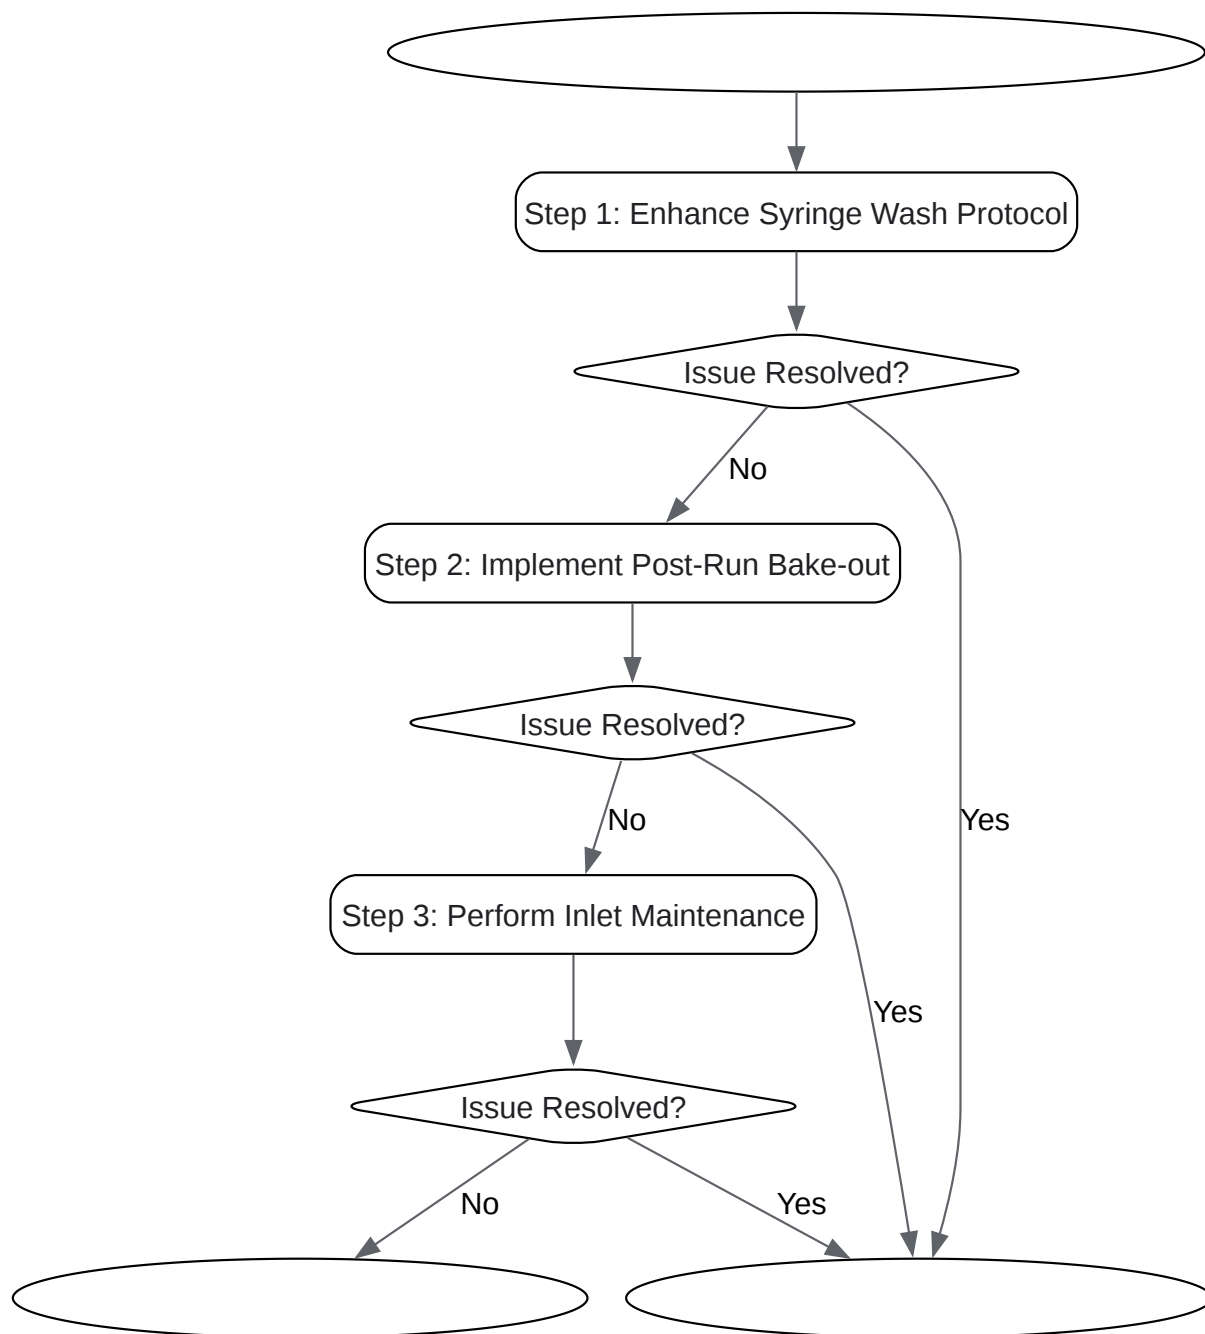 Step 1: Enhance Syringe Wash Protocol
Issue Resolved?
No
Step 2: Implement Post-Run Bake-out
Issue Resolved?
No
Yes
Step 3: Perform Inlet Maintenance
Yes
Issue Resolved?
No
Yes